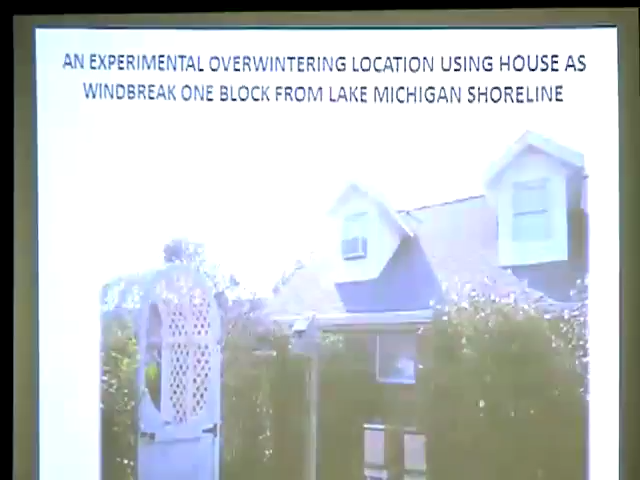 AN EXPERIMENTAL OVERWINTERING LOCATION USING HOUSE AS
WINDBREAK ONE BLOCK FROM LAKE MICHIGAN SHORELINE